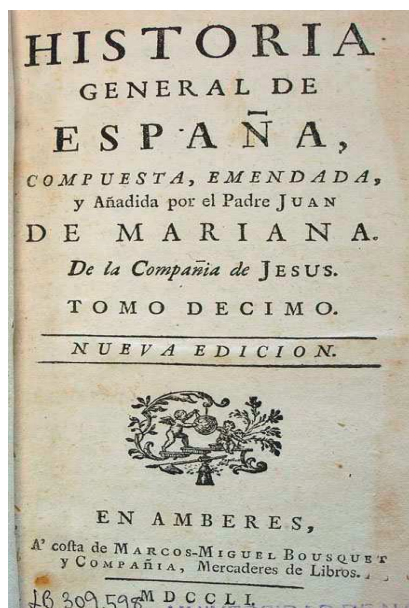 HISTORIA
GENERAL DE
ESPAÑA,
COMPUESTA, EMENDADA,
y Añadida por el Padre JUAN
DE MARIANA.
De la Compañia de JESUS.
TOMO DECIMO.
NUEVA EDICION.
EN AMBERES,
A' costa de MARCOS-MIGUEL BOUSQUET
y COMPAÑIA, Mercaderes de Libros.
MDCCLI.
LB 309.598